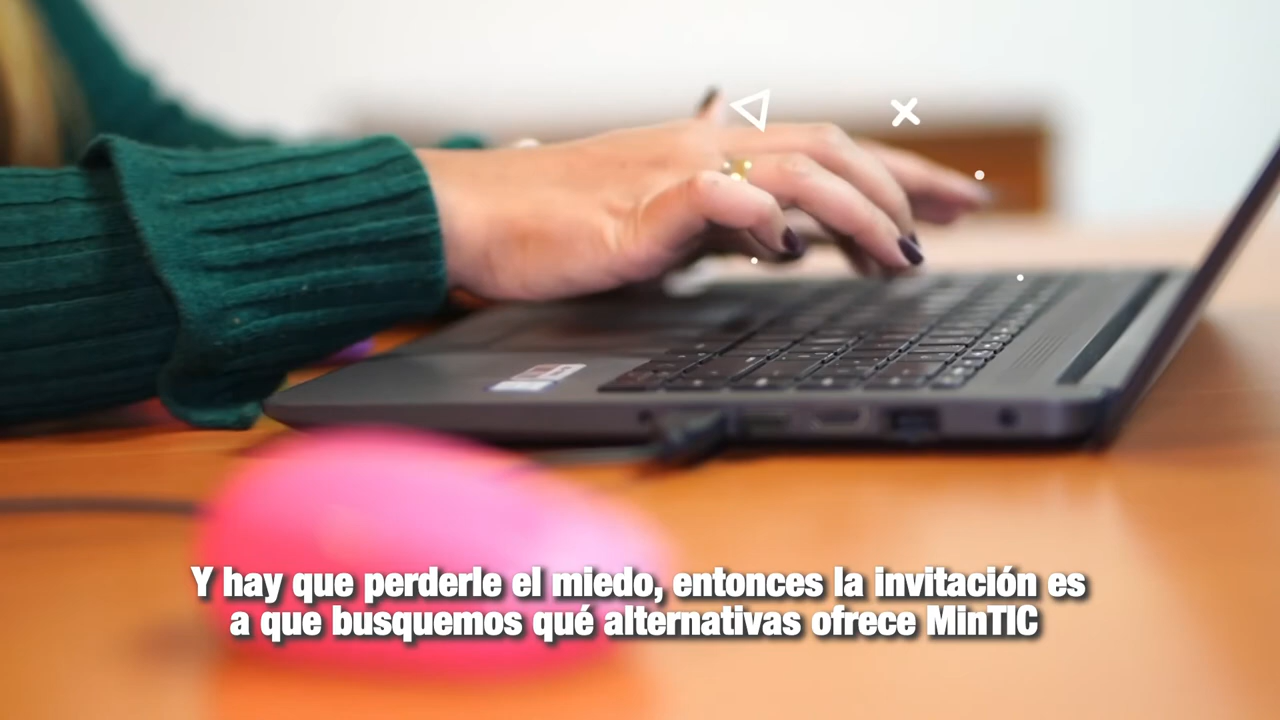 Y hay que perderle el miedo, entonces la invitación es
a que busquemos qué alternativas ofrece MinTIC